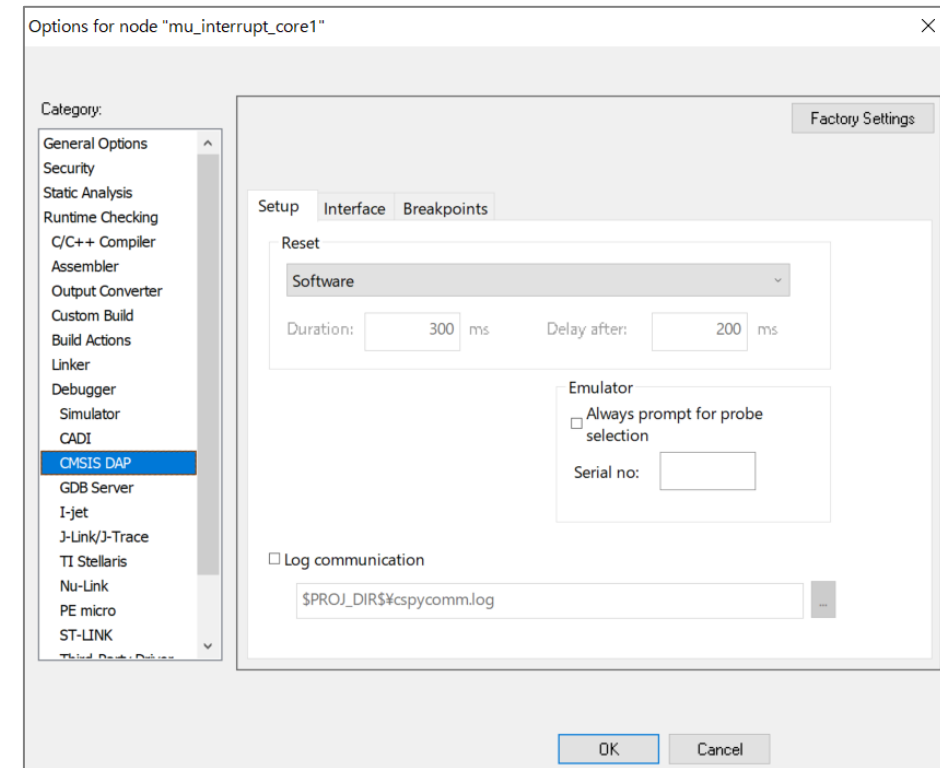 Options for node "mu_interrupt_core1"
Category:
General Options
Security
Static Analysis
Runtime Checking
C/C++ Compiler
Assembler
Output Converter
Custom Build
Build Actions
Linker
Debugger
Simulator
CADI
CMSIS DAP
GDB Server
I-jet
J-Link/J-Trace
TI Stellaris
Nu-Link
PE micro
ST-LINK
Third-Party Driver
Factory Settings
Setup Interface Breakpoints
Reset
Software
Duration: 300 ms Delay after: 200 ms
Emulator
Always prompt for probe
selection
Serial no:
Log communication
$PROJ_DIR$¥cspycomm.log
...
OK Cancel